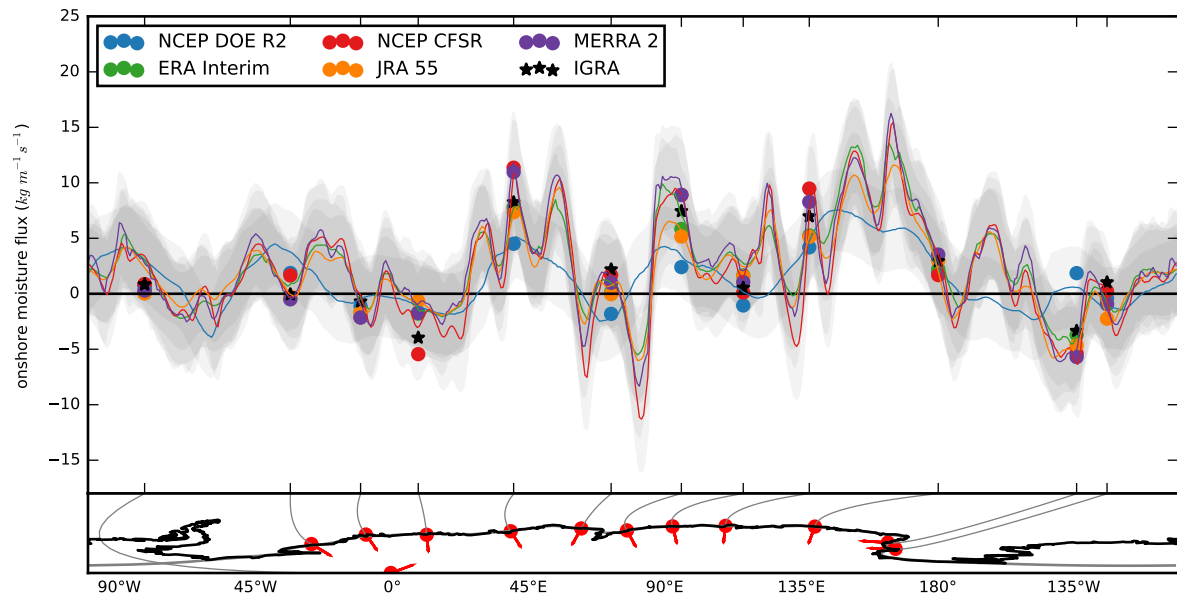 25
20
15
10
5
0
−5
−10
−15
onshore moisture flux (kg m⁻¹ s⁻¹)
NCEP DOE R2 NCEP CFSR MERRA 2
ERA Interim JRA 55 IGRA
90°W 45°W 0° 45°E 90°E 135°E 180° 135°W